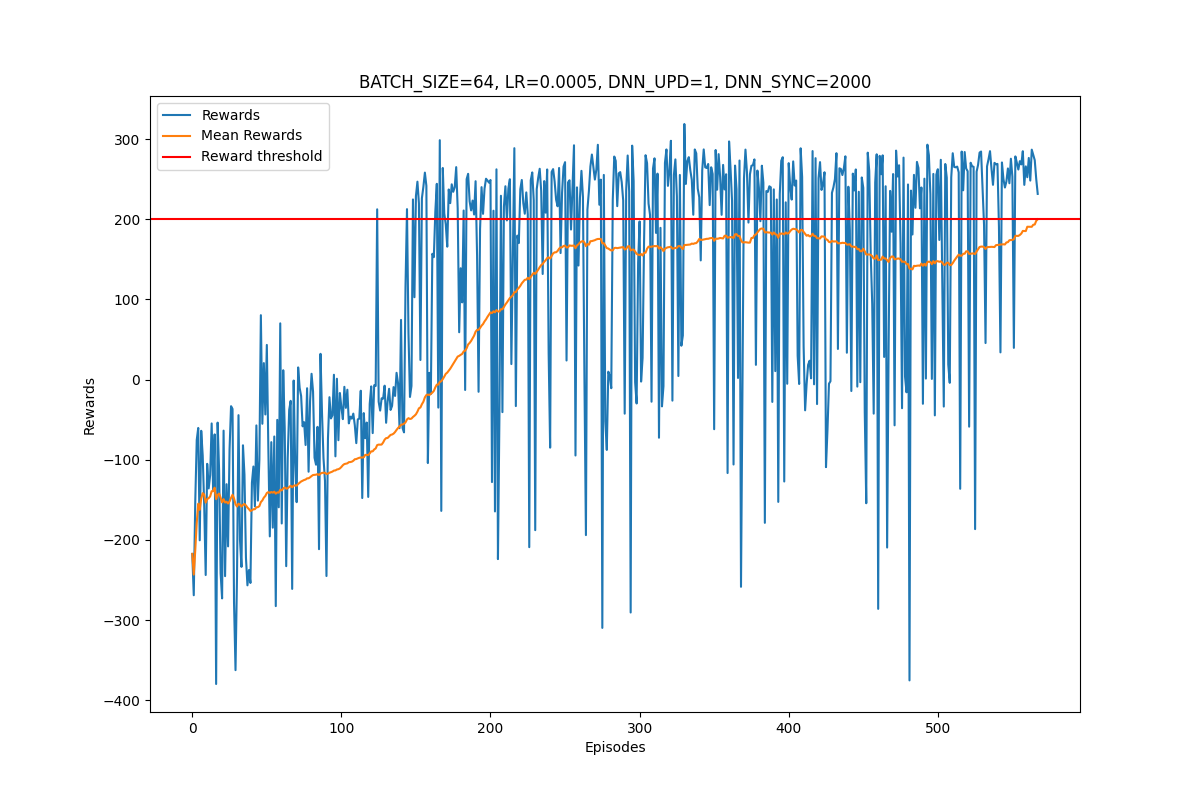 BATCH_SIZE=64, LR=0.0005, DNN_UPD=1, DNN_SYNC=2000
Rewards
Mean Rewards
Reward threshold
300
200
100
0
−100
−200
−300
−400
Rewards
0 100 200 300 400 500
Episodes